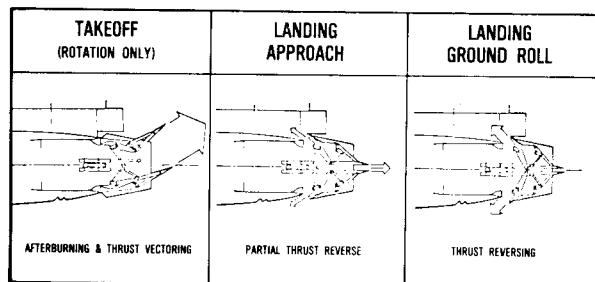 TAKEOFF
(ROTATION ONLY)
LANDING
APPROACH
LANDING
GROUND ROLL
AFTERBURNING & THRUST VECTORING
PARTIAL THRUST REVERSE
THRUST REVERSING